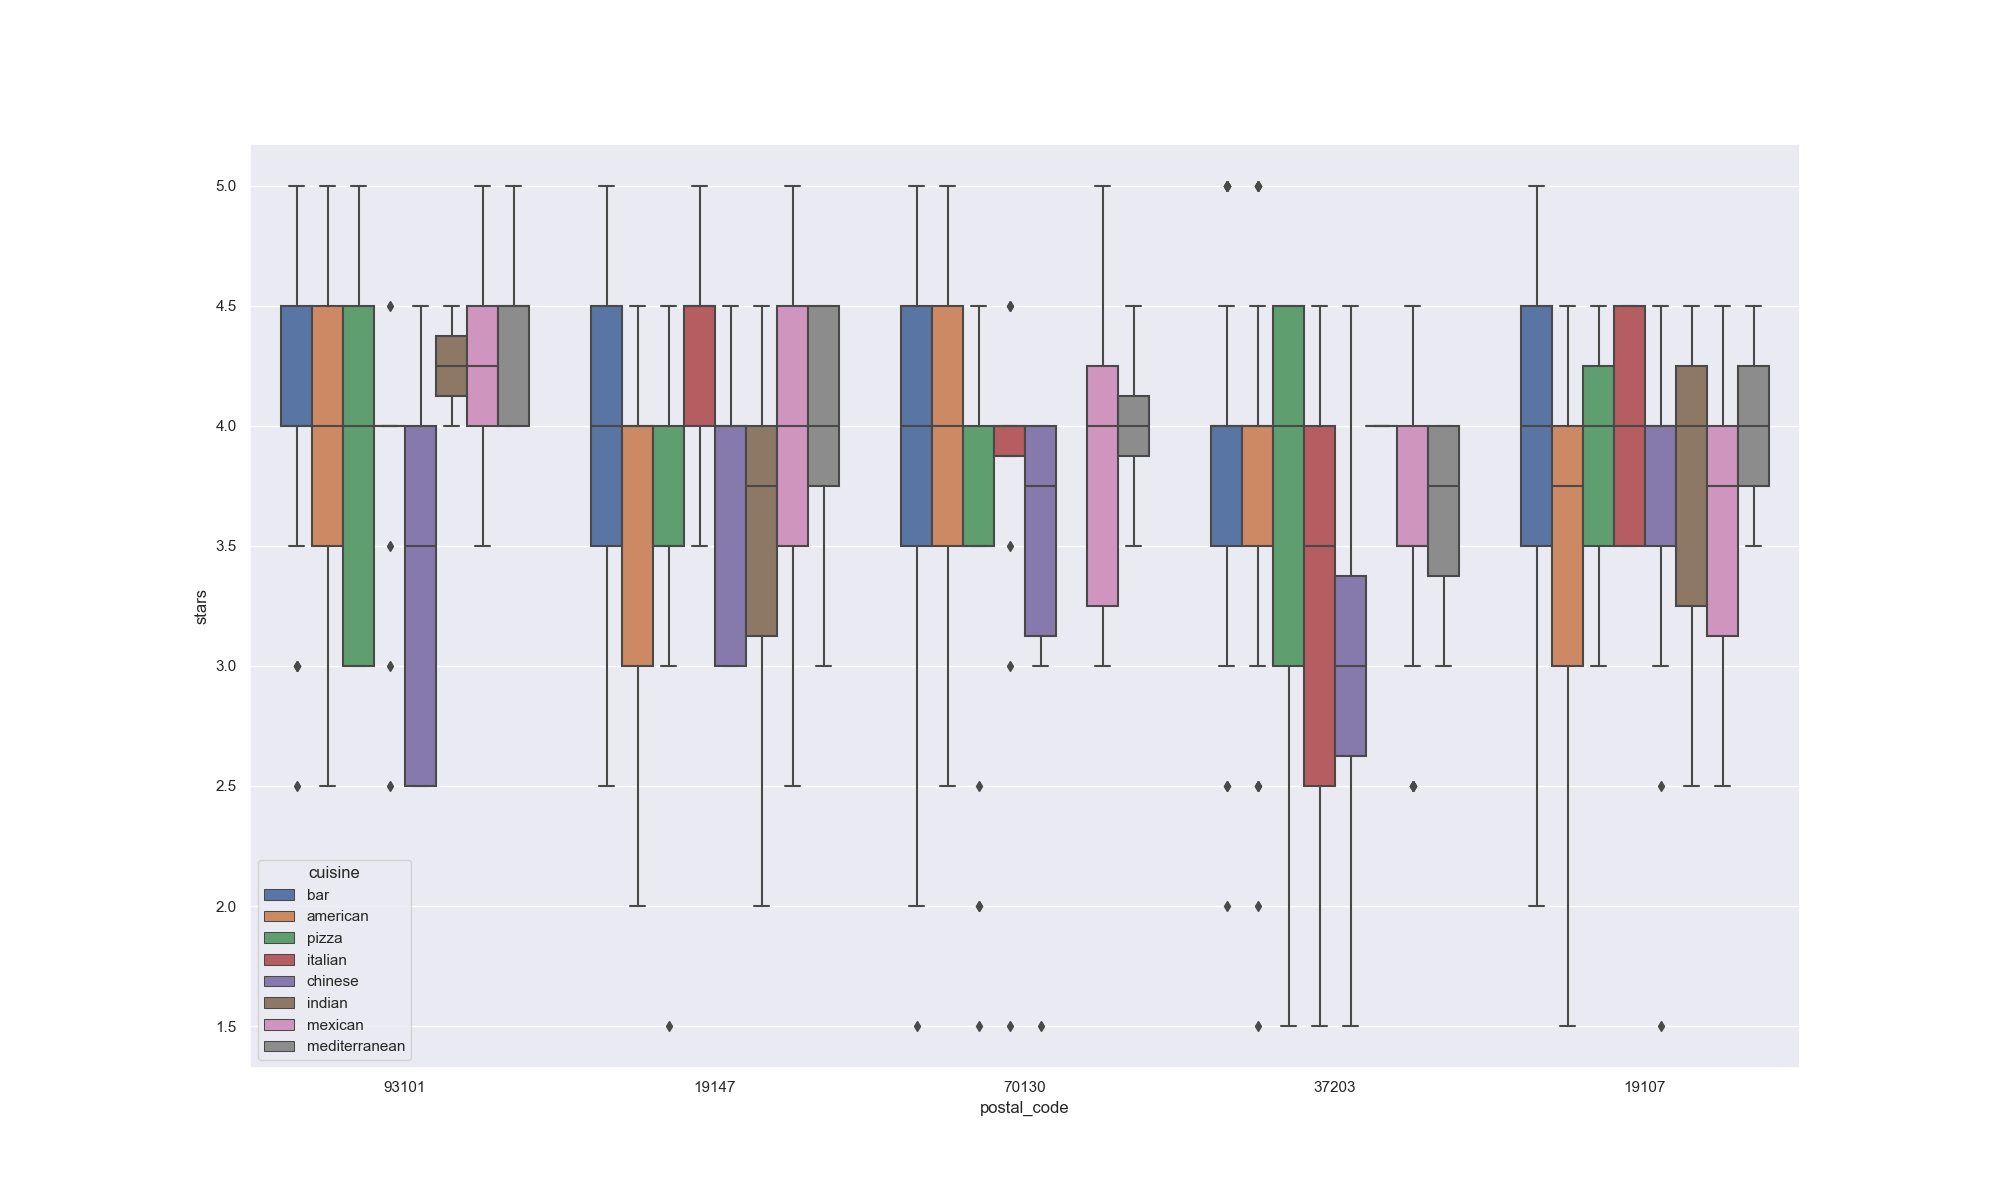 5.0
4.5
4.0
3.5
3.0
2.5
2.0
1.5
stars
cuisine
bar
american
pizza
italian
chinese
indian
mexican
mediterranean
93101 19147 70130 37203 19107
postal_code